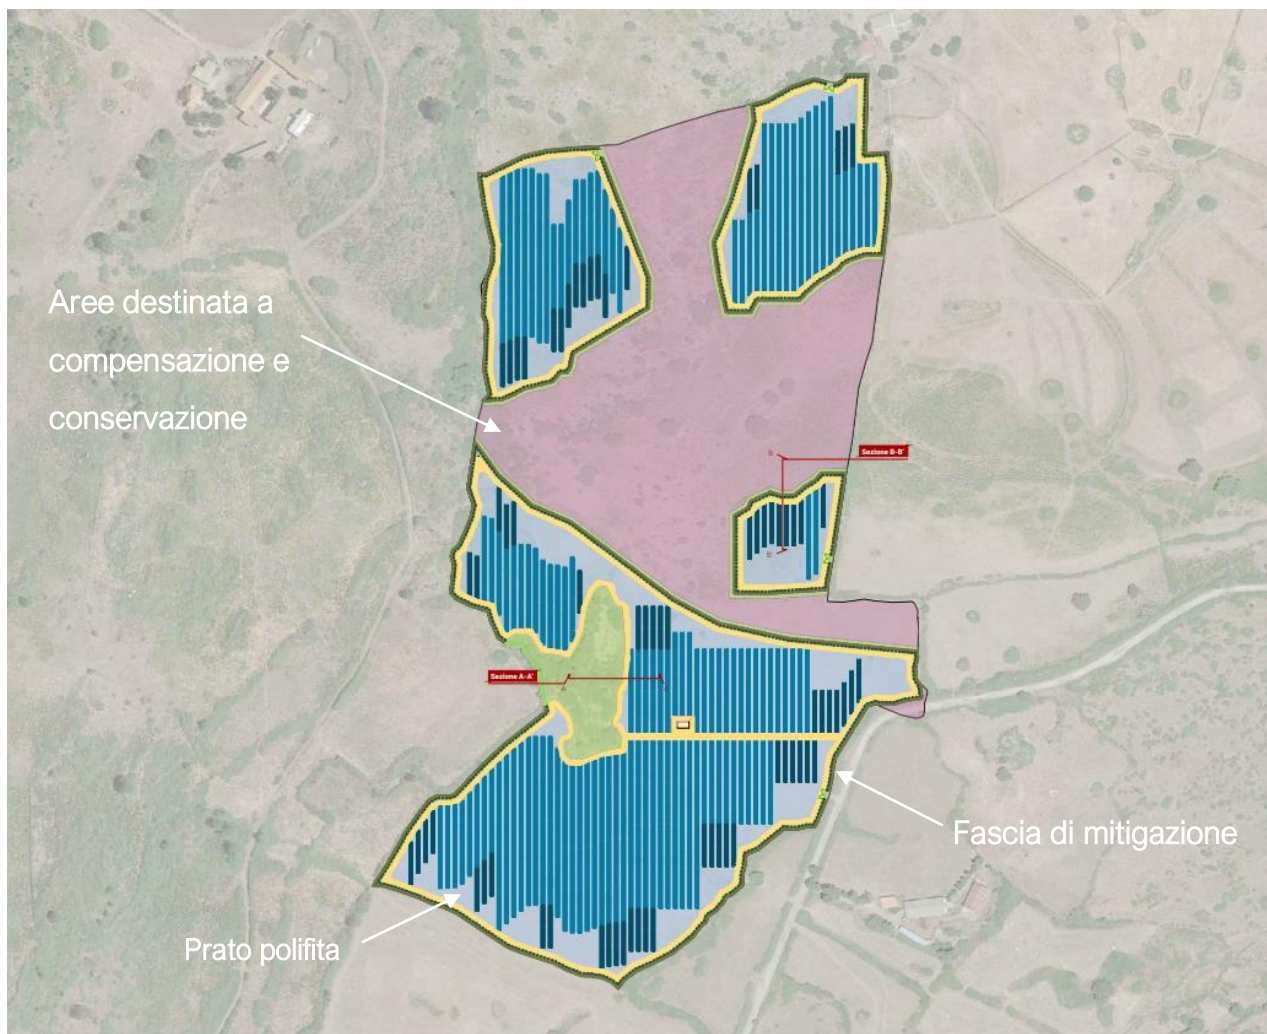 Aree destinata a
compensazione e
conservazione
Sezione B-B'
B
B'
Sezione A-A'
Fascia di mitigazione
Prato polifita